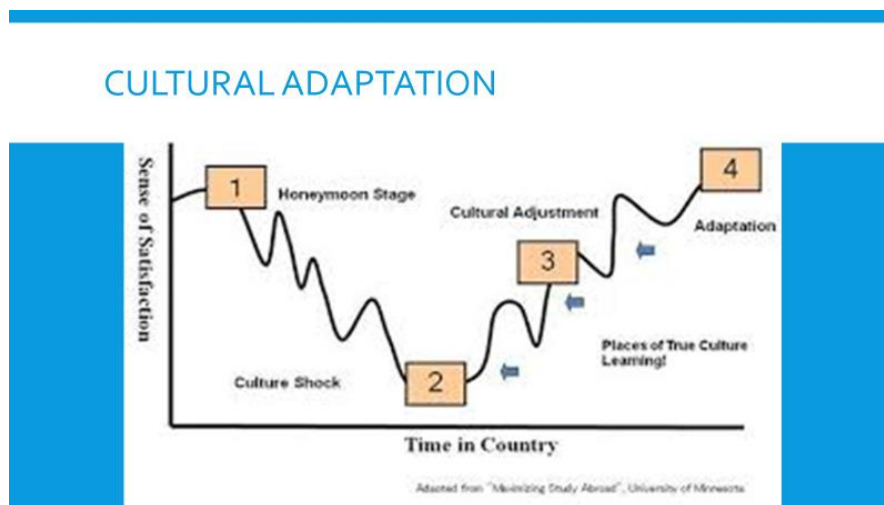 CULTURAL ADAPTATION
Sense of Satisfaction
1
Honeymoon Stage
Culture Shock
2
Cultural Adjustment
3
4
Adaptation
Places of True Culture
Learning!
Time in Country
Adapted from "Maximizing Study Abroad", University of Minnesota